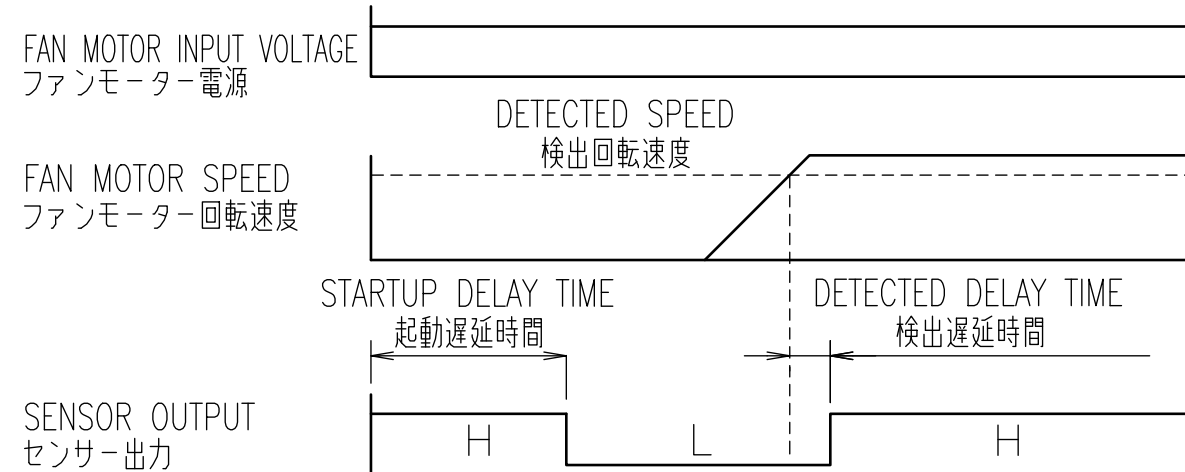 FAN MOTOR INPUT VOLTAGE
ファンモーター電源
DETECTED SPEED
検出回転速度
FAN MOTOR SPEED
ファンモーター回転速度
STARTUP DELAY TIME
起動遅延時間
DETECTED DELAY TIME
検出遅延時間
SENSOR OUTPUT
センサー出力
H
L
H